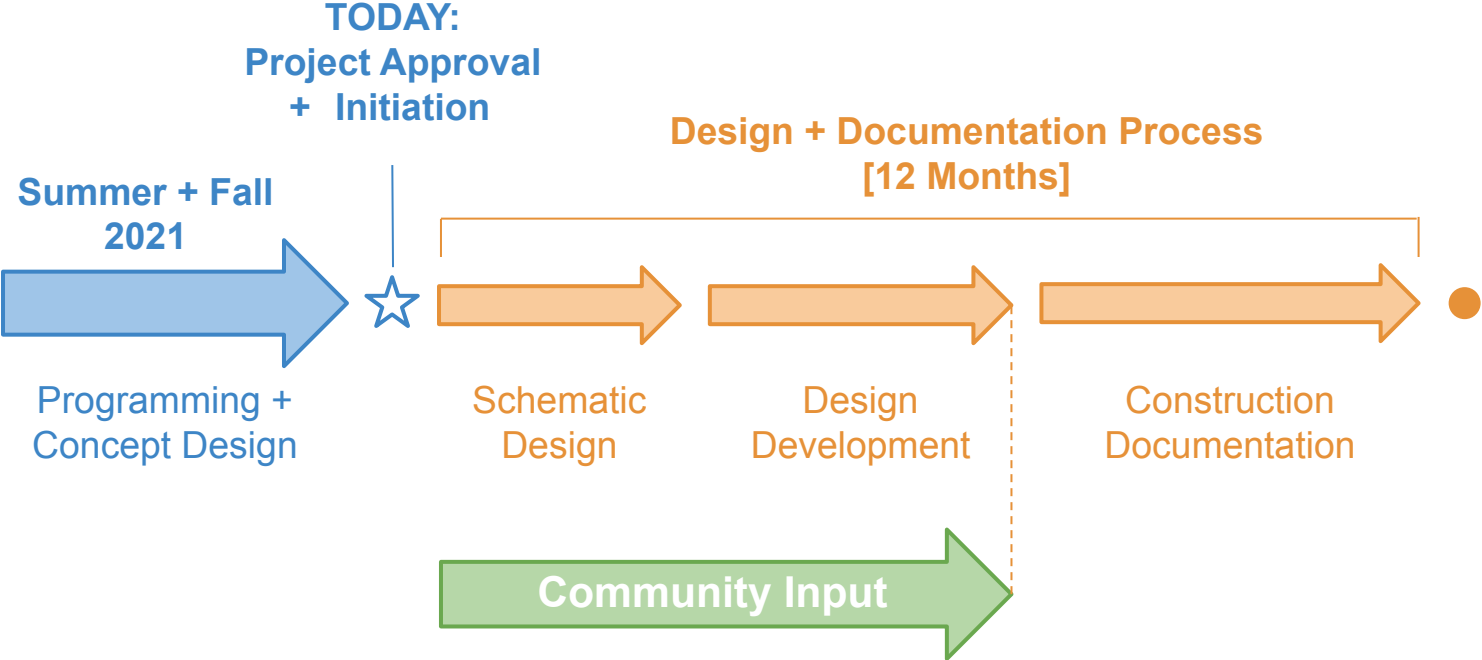 TODAY:
Project Approval
+ Initiation
Design + Documentation Process
[12 Months]
Summer + Fall
2021
Programming +
Concept Design
Schematic
Design
Design
Development
Construction
Documentation
Community Input